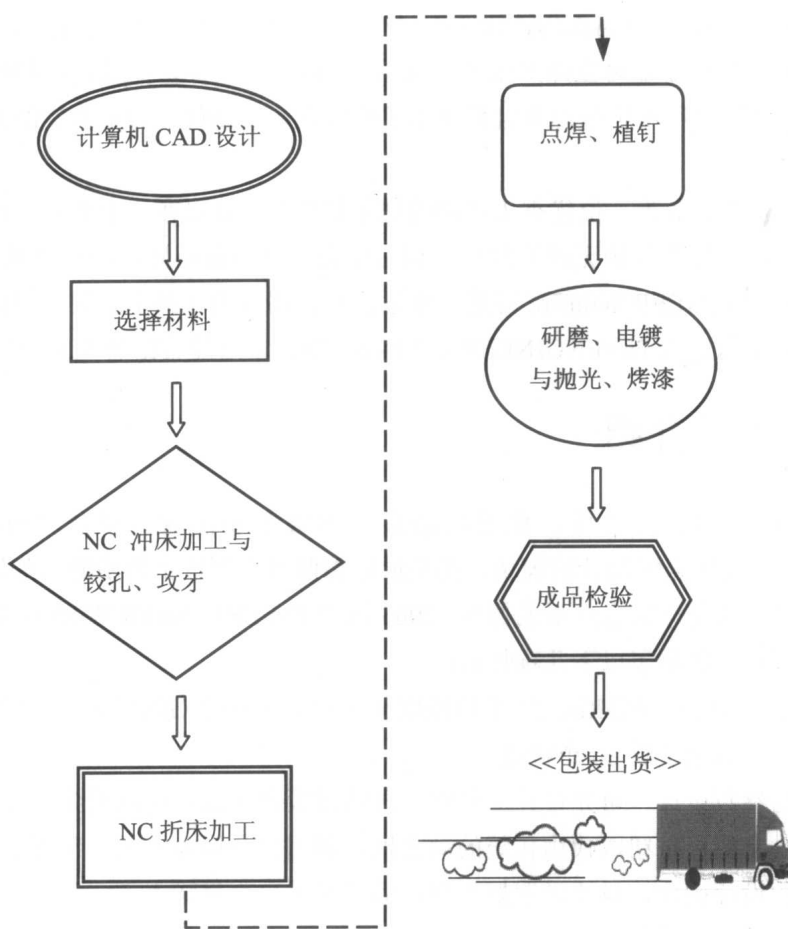 计算机 CAD 设计
选择材料
NC 冲床加工与
铰孔、攻牙
NC 折床加工
点焊、植钉
研磨、电镀
与抛光、烤漆
成品检验
<<包装出货>>